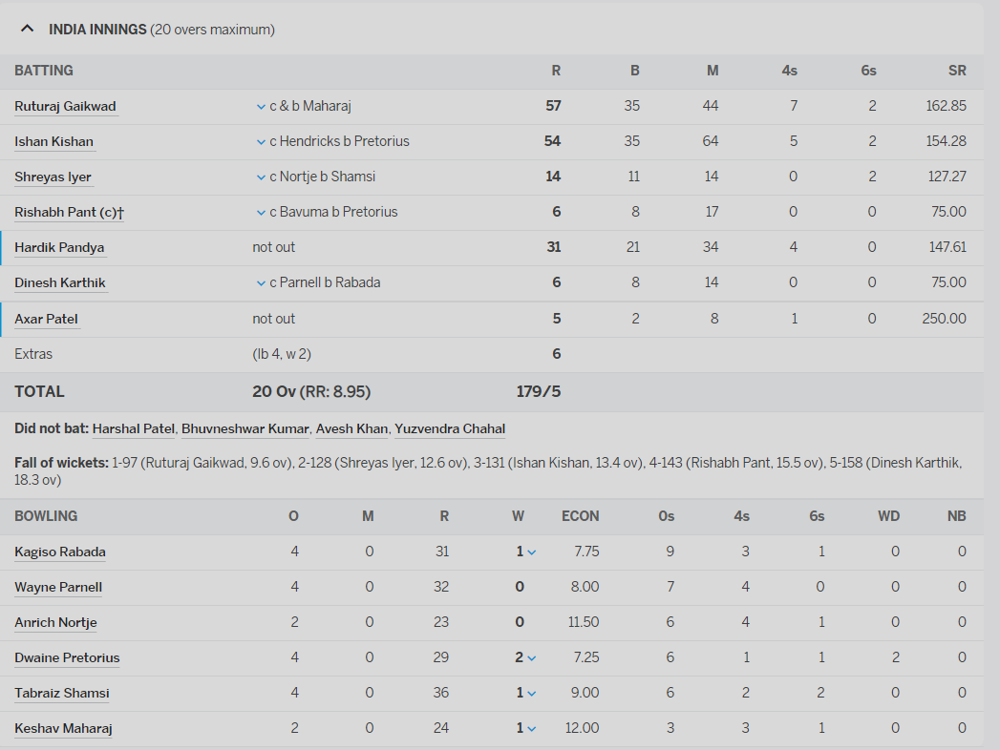 INDIA INNINGS (20 overs maximum)
BATTING R B M 4s 6s SR
Ruturaj Gaikwad c & b Maharaj 57 35 44 7 2 162.85
Ishan Kishan c Hendricks b Pretorius 54 35 64 5 2 154.28
Shreyas Iyer c Nortje b Shamsi 14 11 14 0 2 127.27
Rishabh Pant (c)† c Bavuma b Pretorius 6 8 17 0 0 75.00
Hardik Pandya not out 31 21 34 4 0 147.61
Dinesh Karthik c Parnell b Rabada 6 8 14 0 0 75.00
Axar Patel not out 5 2 8 1 0 250.00
Extras (lb 4, w 2) 6
TOTAL 20 Ov (RR: 8.95) 179/5
Did not bat: Harshal Patel, Bhuvneshwar Kumar, Avesh Khan, Yuzvendra Chahal
Fall of wickets: 1-97 (Ruturaj Gaikwad, 9.6 ov), 2-128 (Shreyas Iyer, 12.6 ov), 3-131 (Ishan Kishan, 13.4 ov), 4-143 (Rishabh Pant, 15.5 ov), 5-158 (Dinesh Karthik,
18.3 ov)
BOWLING O M R W ECON 0s 4s 6s WD NB
Kagiso Rabada 4 0 31 1 7.75 9 3 1 0 0
Wayne Parnell 4 0 32 0 8.00 7 4 0 0 0
Anrich Nortje 2 0 23 0 11.50 6 4 1 0 0
Dwaine Pretorius 4 0 29 2 7.25 6 1 1 2 0
Tabraiz Shamsi 4 0 36 1 9.00 6 2 2 0 0
Keshav Maharaj 2 0 24 1 12.00 3 3 1 0 0